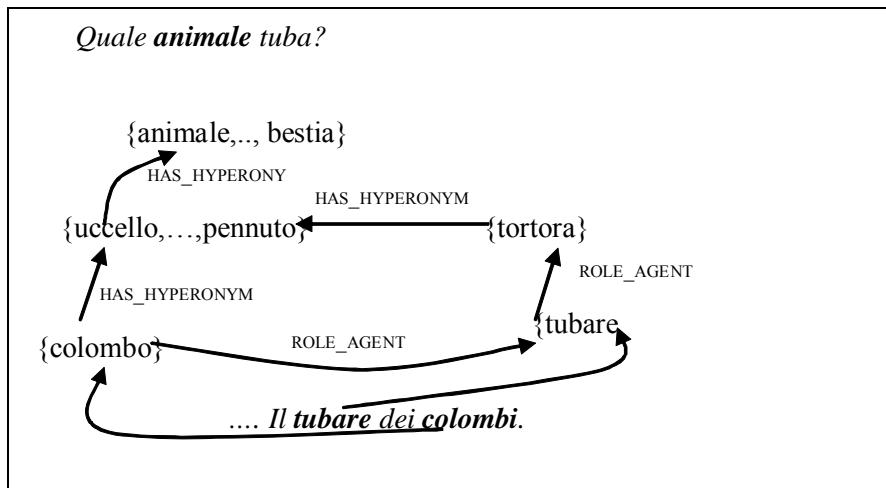 Quale animale tuba?
{animale,.., bestia}
HAS_HYPERONY
HAS_HYPERONYM
{uccello,…,pennuto}
{tortora}
ROLE_AGENT
HAS_HYPERONYM
{tubare
{colombo}
ROLE_AGENT
.... Il tubare dei colombi.